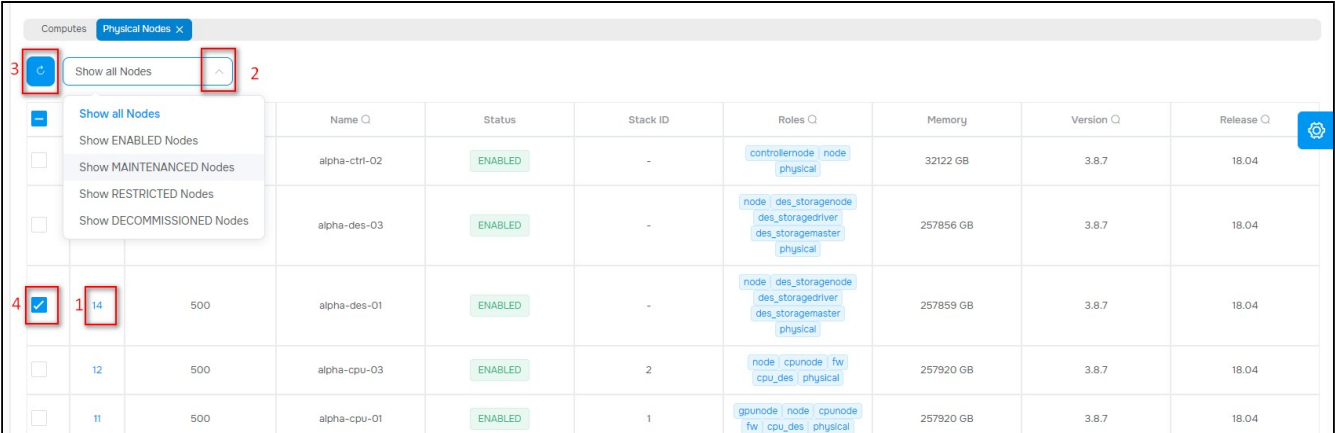 Computes Physical Nodes ×
3 Show all Nodes 2
Show all Nodes
Show ENABLED Nodes
Show MAINTENANCED Nodes
Show RESTRICTED Nodes
Show DECOMMISSIONED Nodes
Name Status Stack ID Roles Memory Version Release
alpha-ctrl-02 ENABLED - controllernode node 32122 GB 3.8.7 18.04
physical
node des_storagenode
des_storagedriver
alpha-des-03 ENABLED - des_storagemaster 257856 GB 3.8.7 18.04
physical
node des_storagenode
des_storagedriver
4 1 14 500 alpha-des-01 ENABLED - des_storagemaster 257859 GB 3.8.7 18.04
physical
12 500 alpha-cpu-03 ENABLED 2 node cpunode fw 257920 GB 3.8.7 18.04
cpu_des physical
11 500 alpha-cpu-01 ENABLED 1 gpunode node cpunode 257920 GB 3.8.7 18.04
fw cpu_des physical